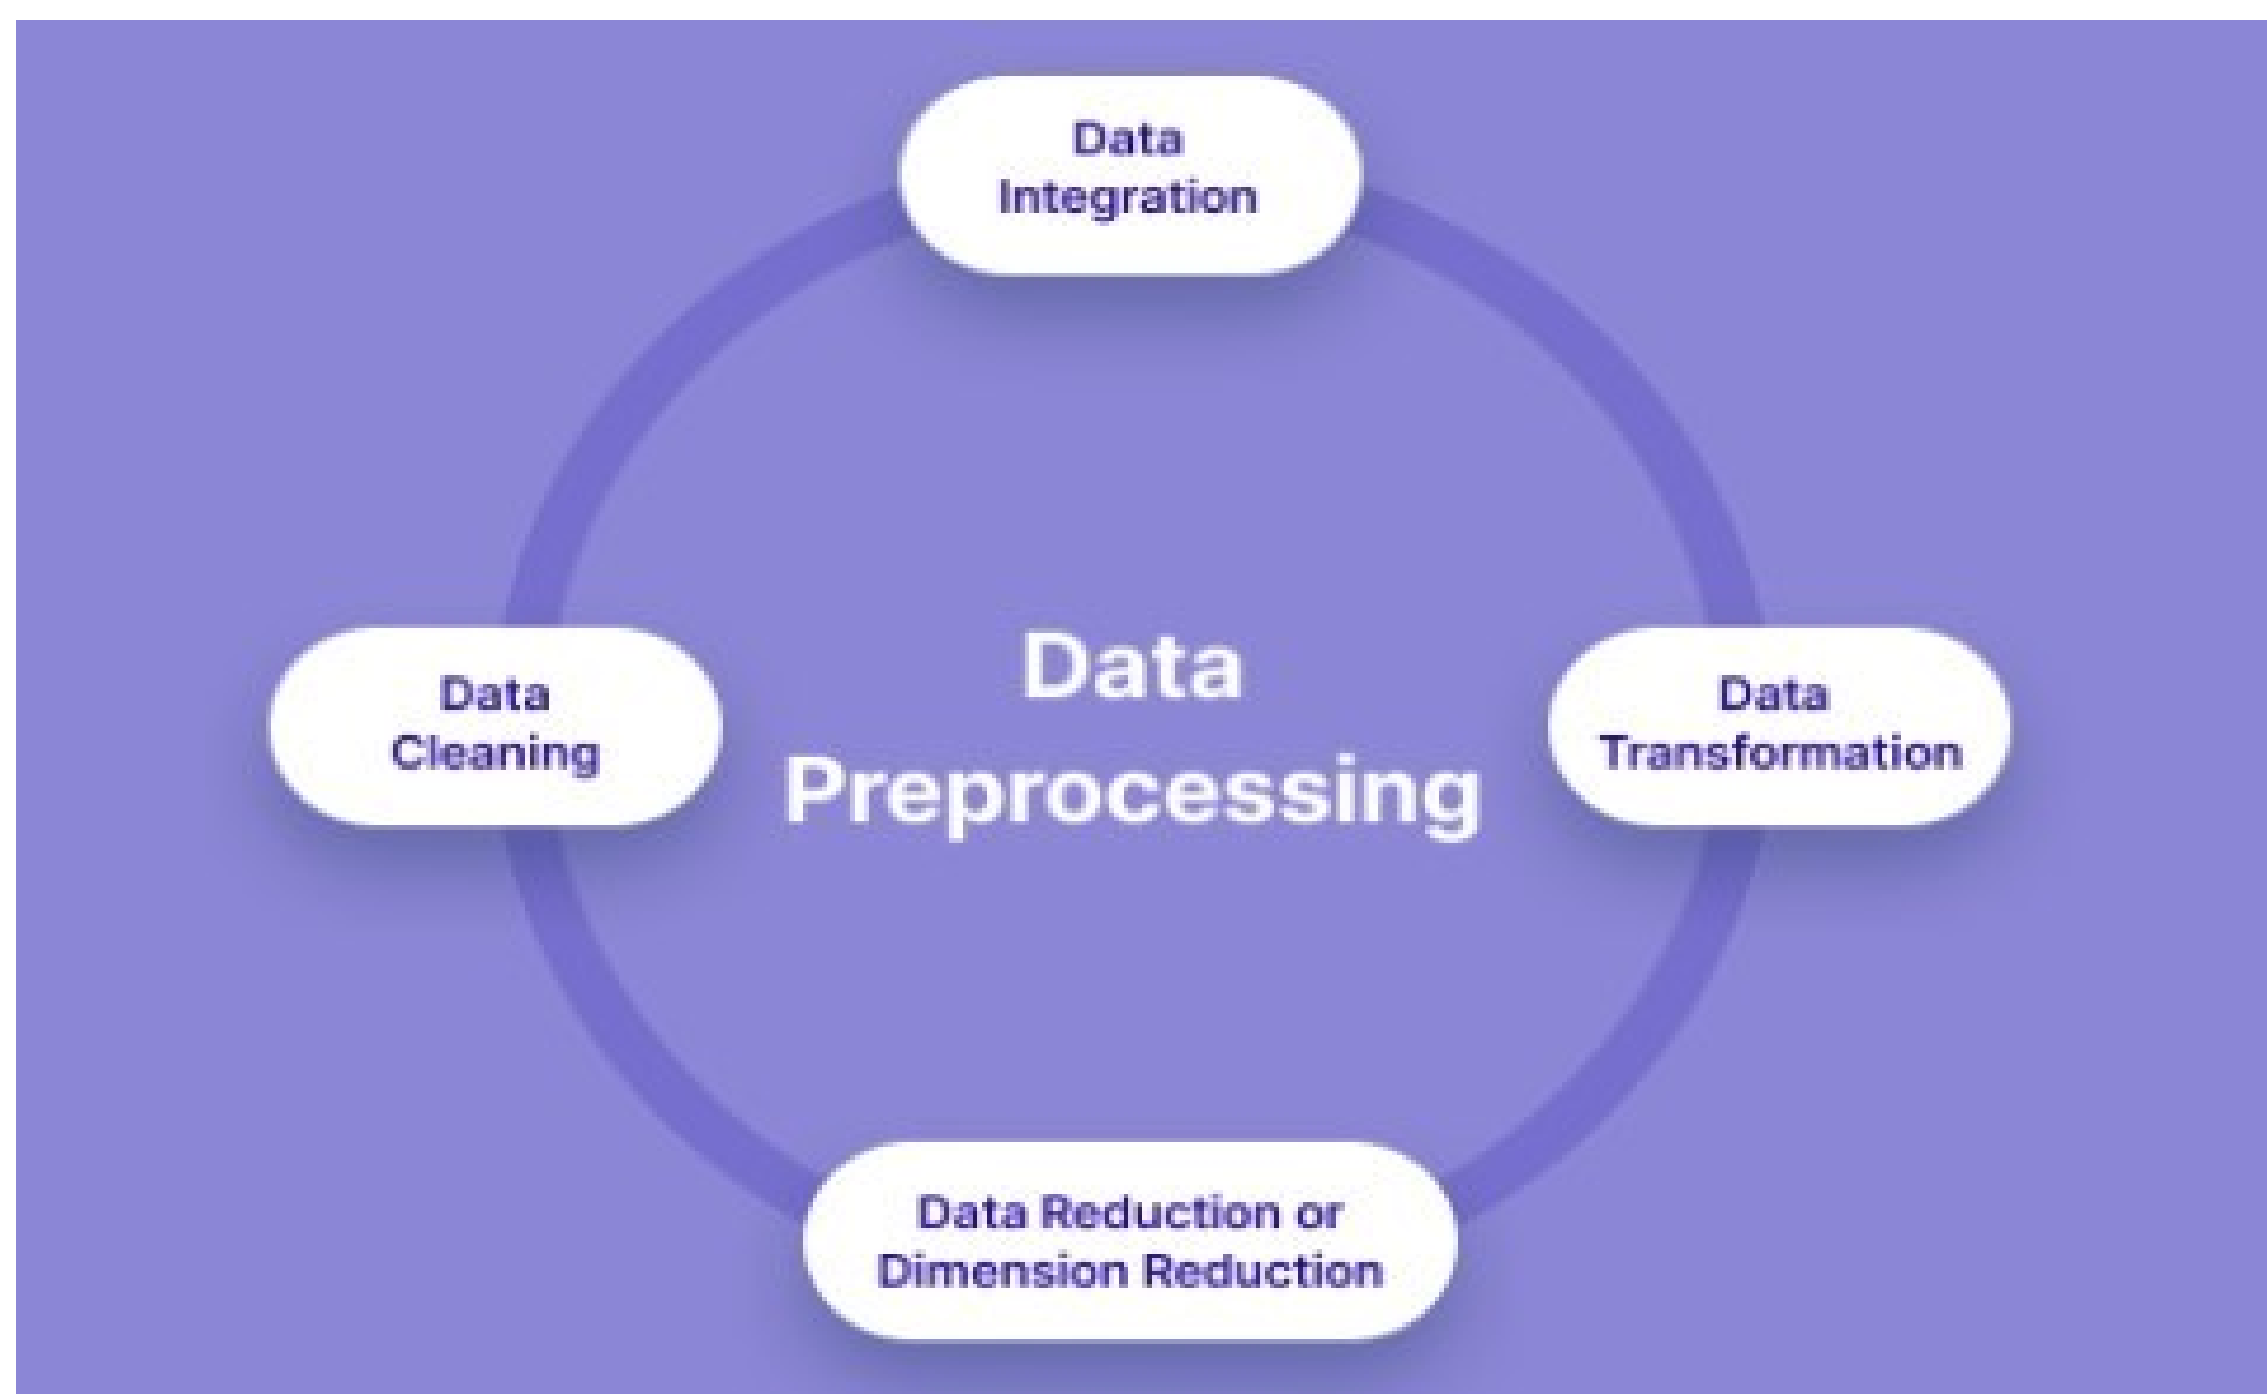 Data
Integration
Data
Cleaning
Data
Preprocessing
Data
Transformation
Data Reduction or
Dimension Reduction